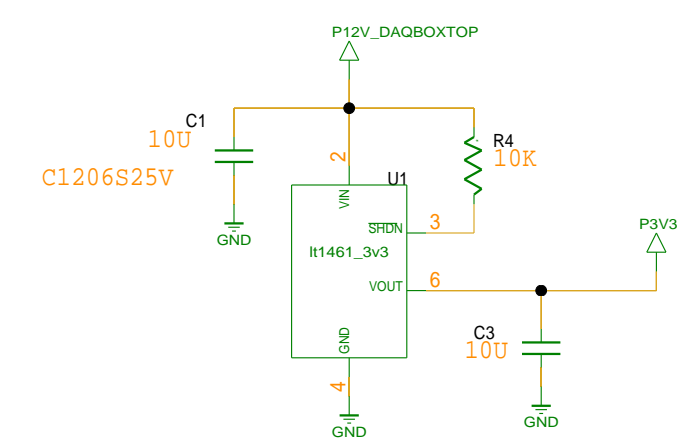 P12V_DAQBOXTOP
C1
10U
C1206S25V
GND
R4
10K
2
U1
VIN
SHDN
3
lt1461_3v3
VOUT
6
P3V3
GND
4
GND
C3
10U
GND